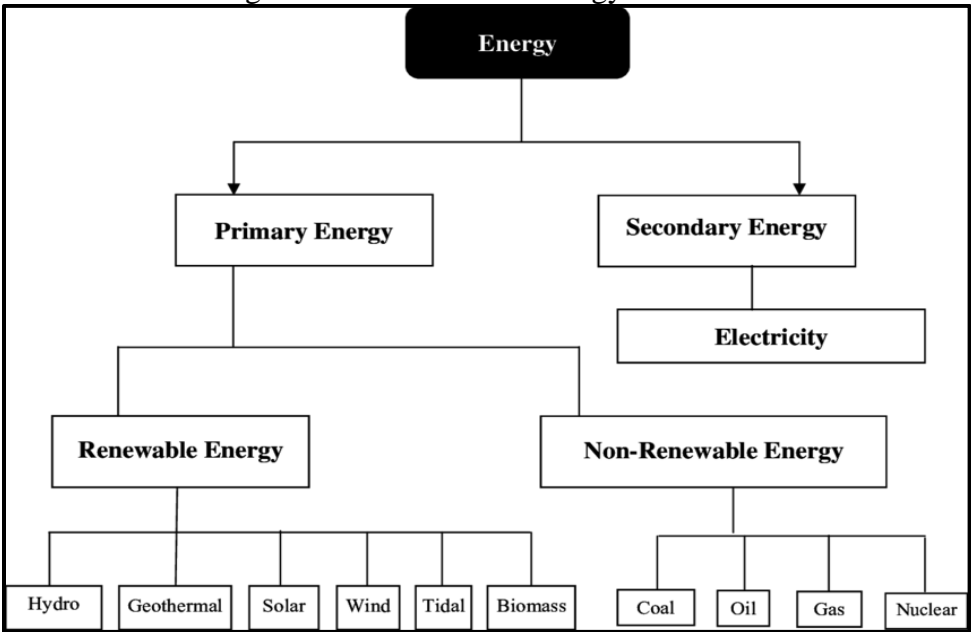 Energy
Primary Energy
Secondary Energy
Electricity
Renewable Energy
Non-Renewable Energy
Hydro
Geothermal
Solar
Wind
Tidal
Biomass
Coal
Oil
Gas
Nuclear